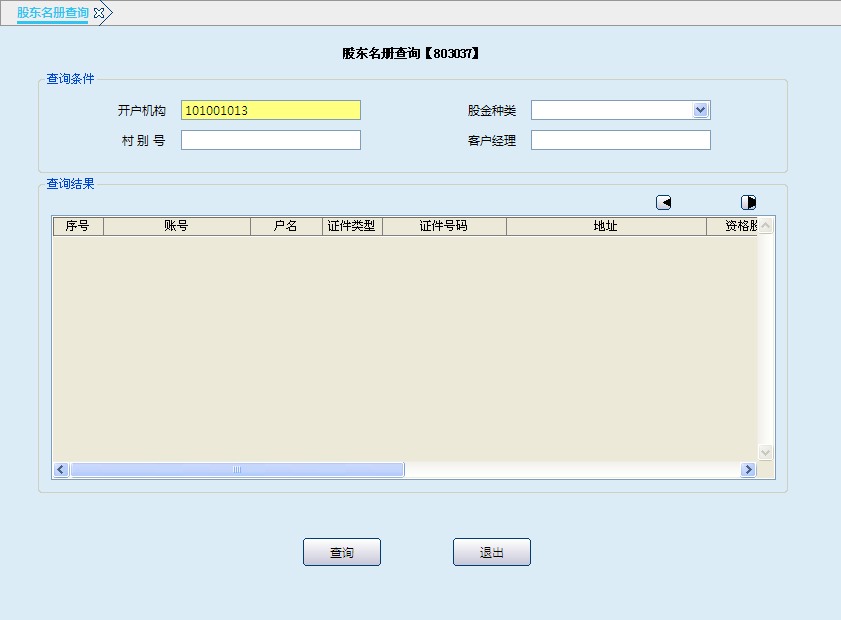 股东名册查询
股东名册查询【803037】
查询条件
开户机构 101001013 股金种类
村 别 号 客户经理
查询结果
序号 账号 户名 证件类型 证件号码 地址 资格股
查询 退出